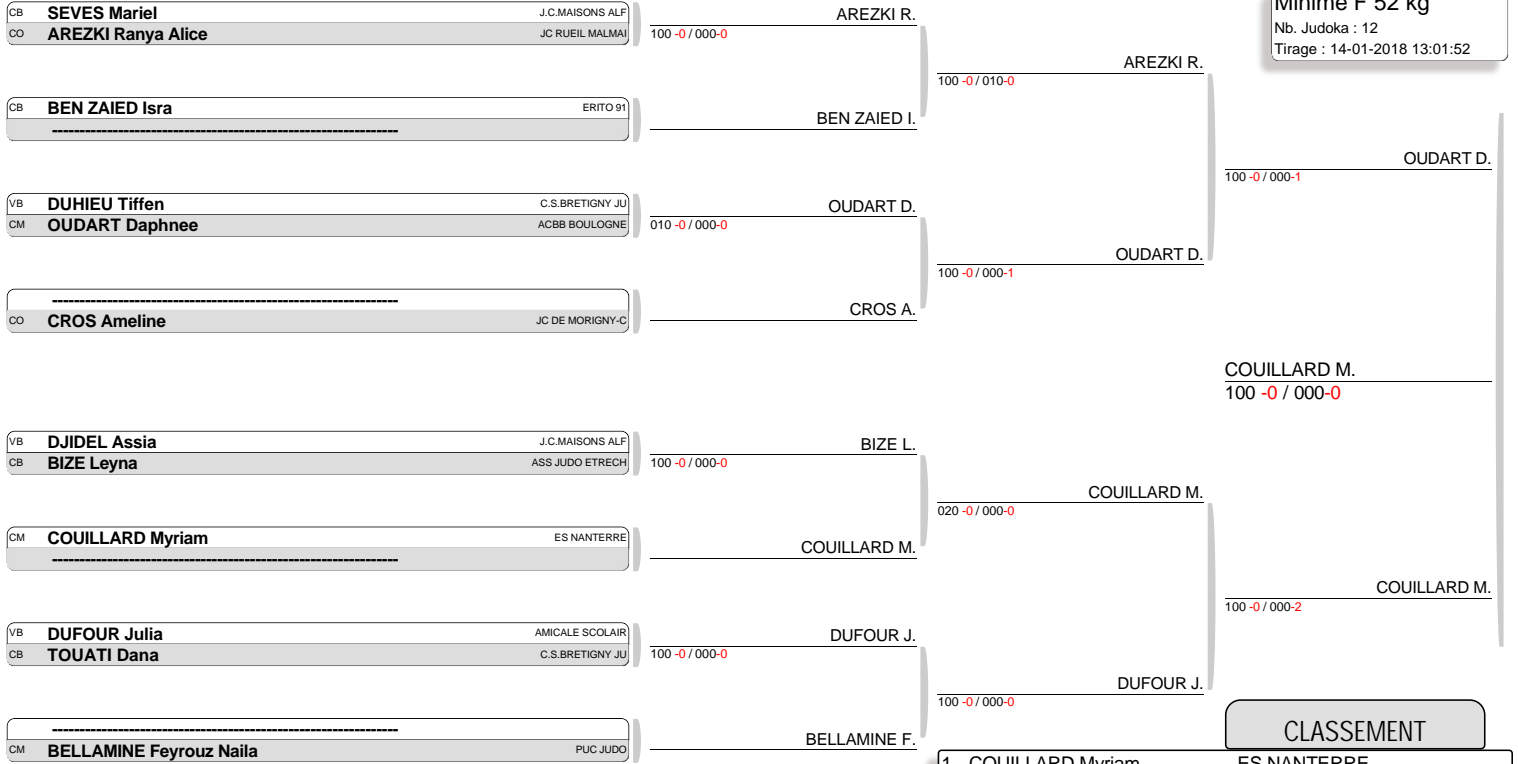 Minime F 52 kg
Nb. Judoka : 12
Tirage : 14-01-2018 13:01:52
CB SEVES Mariel J.C.MAISONS ALF
CO AREZKI Ranya Alice JC RUEIL MALMAI
AREZKI R.
100 -0 / 000-0
AREZKI R.
100 -0 / 010-0
CB BEN ZAIED Isra ERITO 91
------------------------------------------------------------------
BEN ZAIED I.
OUDART D.
100 -0 / 000-1
VB DUHIEU Tiffen C.S.BRETIGNY JU
CM OUDART Daphnee ACBB BOULOGNE
OUDART D.
010 -0 / 000-0
OUDART D.
100 -0 / 000-1
------------------------------------------------------------------
CO CROS Ameline JC DE MORIGNY-C
CROS A.
COUILLARD M.
100 -0 / 000-0
VB DJIDEL Assia J.C.MAISONS ALF
CB BIZE Leyna ASS JUDO ETRECH
BIZE L.
100 -0 / 000-0
COUILLARD M.
020 -0 / 000-0
CM COUILLARD Myriam ES NANTERRE
------------------------------------------------------------------
COUILLARD M.
COUILLARD M.
100 -0 / 000-2
VB DUFOUR Julia AMICALE SCOLAIR
CB TOUATI Dana C.S.BRETIGNY JU
DUFOUR J.
100 -0 / 000-0
DUFOUR J.
100 -0 / 000-0
------------------------------------------------------------------
CM BELLAMINE Feyrouz Naila PUC JUDO
BELLAMINE F.
CLASSEMENT
1 COUILLARD Myriam ES NANTERRE